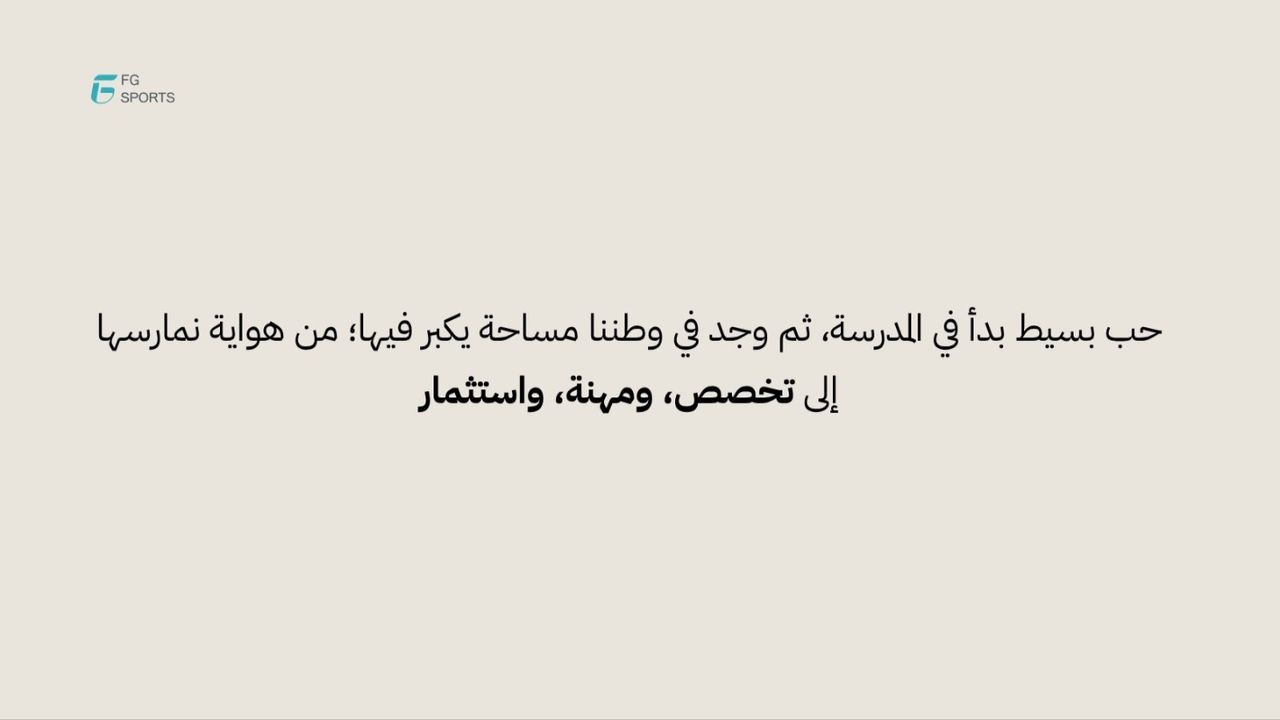 FG
SPORTS
حب بسيط بدأ في المدرسة، ثم وجد في وطننا مساحة يكبر فيها؛ من هواية نمارسها
إلى تخصص، ومهنة، واستثمار